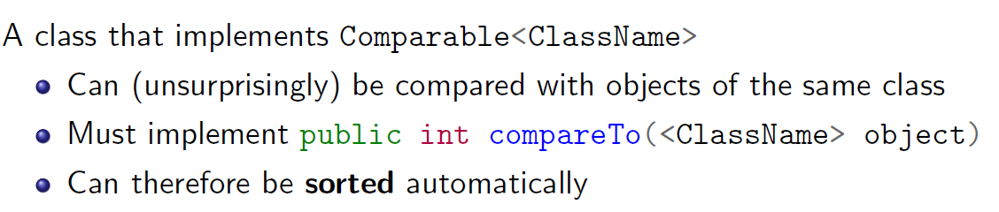 A class that implements Comparable<ClassName>
Can (unsurprisingly) be compared with objects of the same class
Must implement public int compareTo(<ClassName> object)
Can therefore be sorted automatically